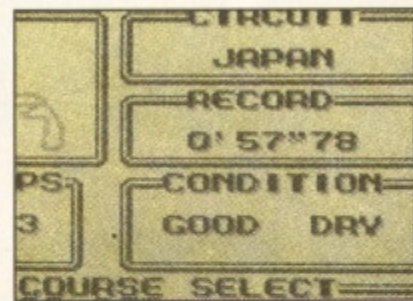 CIRCUIT
JAPAN
RECORD
0'57"78
PS
3
CONDITION
GOOD DRY
COURSE SELECT